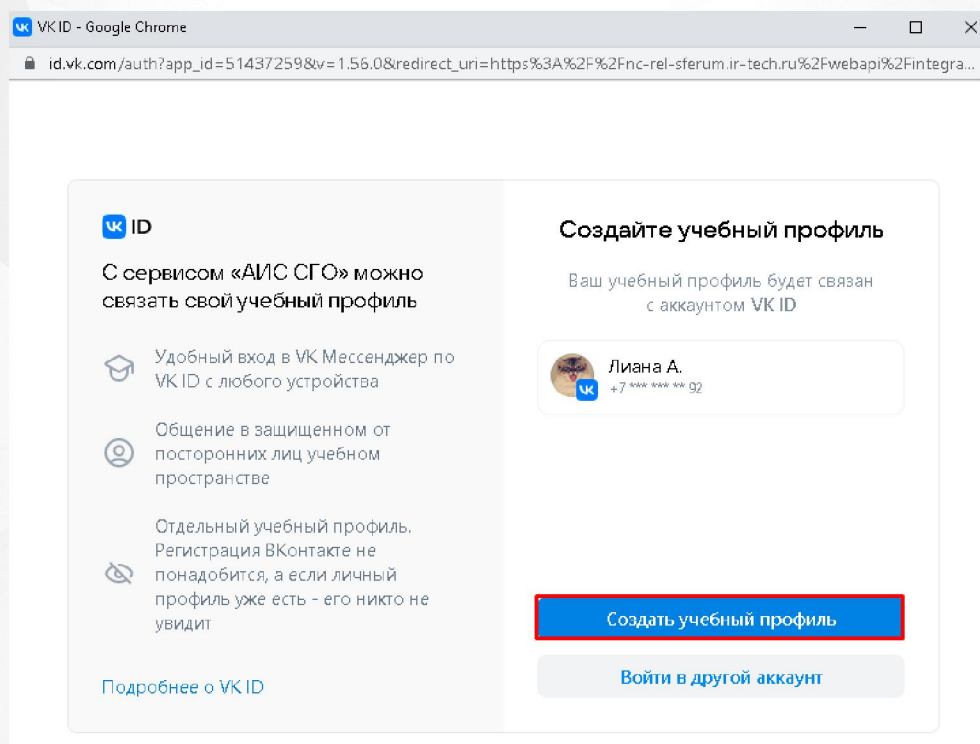 VK ID - Google Chrome
id.vk.com/auth?app_id=51437259&v=1.56.0&redirect_uri=https%3A%2F%2Fnc-rel-sferum.ir-tech.ru%2Fwebapi%2Fintegra...
VK ID
С сервисом «АИС СГО» можно
связать свой учебный профиль
Удобный вход в VK Мессенджер по
VK ID с любого устройства
Общение в защищенном от
посторонних лиц учебном
пространстве
Отдельный учебный профиль.
Регистрация ВКонтакте не
понадобится, а если личный
профиль уже есть - его никто не
увидит
Подробнее о VK ID
Создайте учебный профиль
Ваш учебный профиль будет связан
с аккаунтом VK ID
Лиана А.
+7 *** *** ** 92
Создать учебный профиль
Войти в другой аккаунт